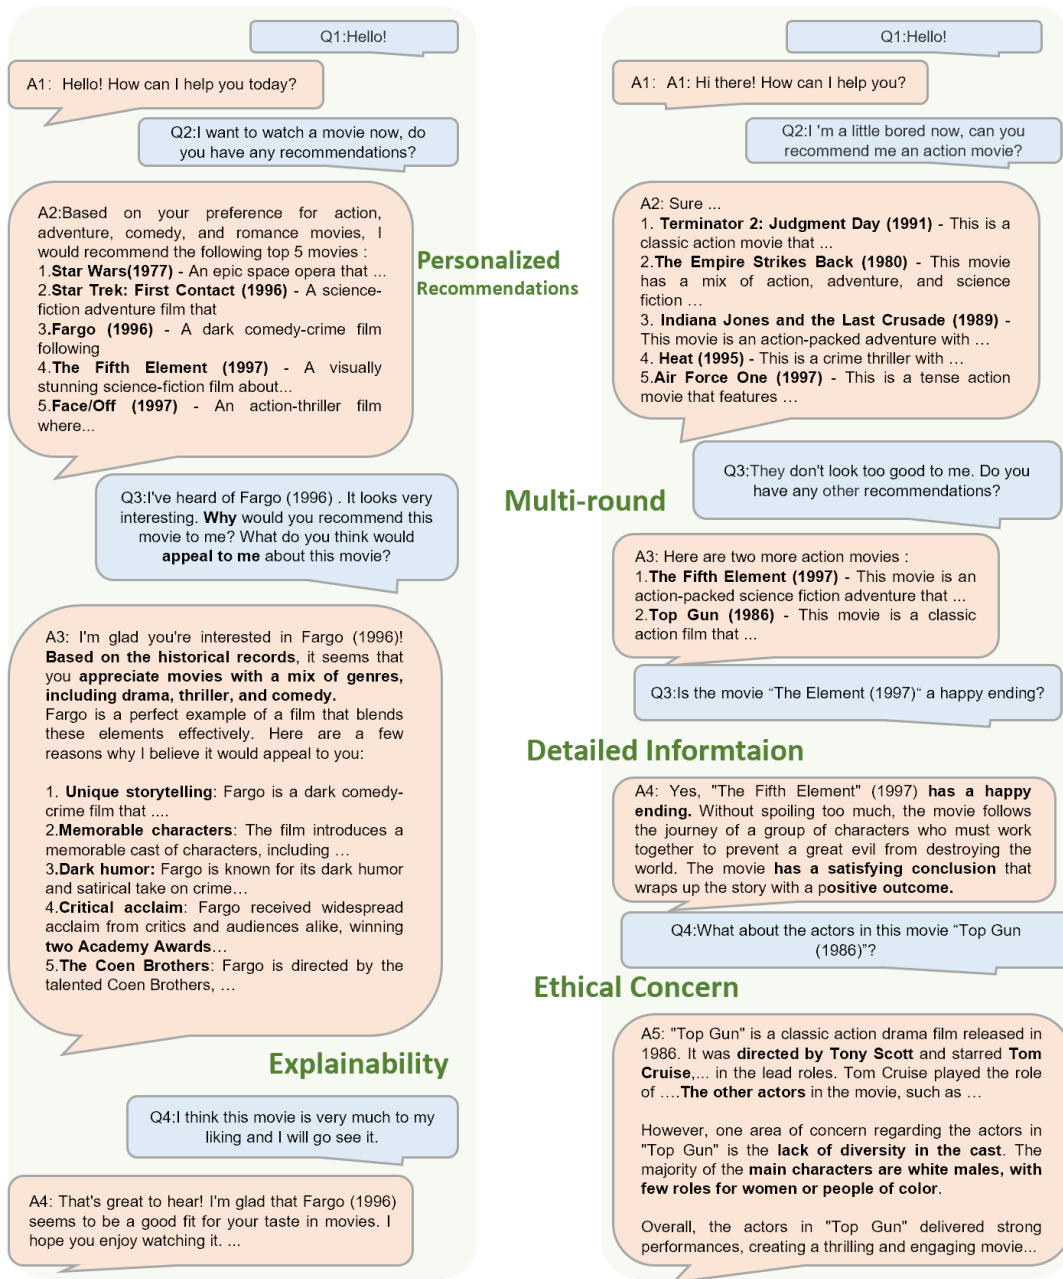 Q1:Hello!
A1: Hello! How can I help you today?
Q2:I want to watch a movie now, do
you have any recommendations?
A2:Based on your preference for action,
adventure, comedy, and romance movies, I
would recommend the following top 5 movies :
1.Star Wars(1977) - An epic space opera that ...
2.Star Trek: First Contact (1996) - A science-
fiction adventure film that
3.Fargo (1996) - A dark comedy-crime film
following
4.The Fifth Element (1997) - A visually
stunning science-fiction film about...
5.Face/Off (1997) - An action-thriller film
where...
Personalized
Recommendations
Q3:I've heard of Fargo (1996) . It looks very
interesting. Why would you recommend this
movie to me? What do you think would
appeal to me about this movie?
A3: I'm glad you're interested in Fargo (1996)!
Based on the historical records, it seems that
you appreciate movies with a mix of genres,
including drama, thriller, and comedy.
Fargo is a perfect example of a film that blends
these elements effectively. Here are a few
reasons why I believe it would appeal to you:
1. Unique storytelling: Fargo is a dark comedy-
crime film that ....
2.Memorable characters: The film introduces a
memorable cast of characters, including …
3.Dark humor: Fargo is known for its dark humor
and satirical take on crime…
4.Critical acclaim: Fargo received widespread
acclaim from critics and audiences alike, winning
two Academy Awards…
5.The Coen Brothers: Fargo is directed by the
talented Coen Brothers, …
Explainability
Q4:I think this movie is very much to my
liking and I will go see it.
A4: That's great to hear! I'm glad that Fargo (1996)
seems to be a good fit for your taste in movies. I
hope you enjoy watching it. ...
Q1:Hello!
A1: A1: Hi there! How can I help you?
Q2:I 'm a little bored now, can you
recommend me an action movie?
A2: Sure ...
1. Terminator 2: Judgment Day (1991) - This is a
classic action movie that ...
2.The Empire Strikes Back (1980) - This movie
has a mix of action, adventure, and science
fiction …
3. Indiana Jones and the Last Crusade (1989) -
This movie is an action-packed adventure with …
4. Heat (1995) - This is a crime thriller with …
5.Air Force One (1997) - This is a tense action
movie that features …
Q3:They don't look too good to me. Do you
have any other recommendations?
Multi-round
A3: Here are two more action movies :
1.The Fifth Element (1997) - This movie is an
action-packed science fiction adventure that ...
2.Top Gun (1986) - This movie is a classic
action film that ...
Q3:Is the movie “The Element (1997)“ a happy ending?
Detailed Informtaion
A4: Yes, "The Fifth Element" (1997) has a happy
ending. Without spoiling too much, the movie follows
the journey of a group of characters who must work
together to prevent a great evil from destroying the
world. The movie has a satisfying conclusion that
wraps up the story with a positive outcome.
Q4:What about the actors in this movie “Top Gun
(1986)”?
Ethical Concern
A5: "Top Gun" is a classic action drama film released in
1986. It was directed by Tony Scott and starred Tom
Cruise,... in the lead roles. Tom Cruise played the role
of ….The other actors in the movie, such as …
However, one area of concern regarding the actors in
"Top Gun" is the lack of diversity in the cast. The
majority of the main characters are white males, with
few roles for women or people of color.
Overall, the actors in "Top Gun" delivered strong
performances, creating a thrilling and engaging movie...